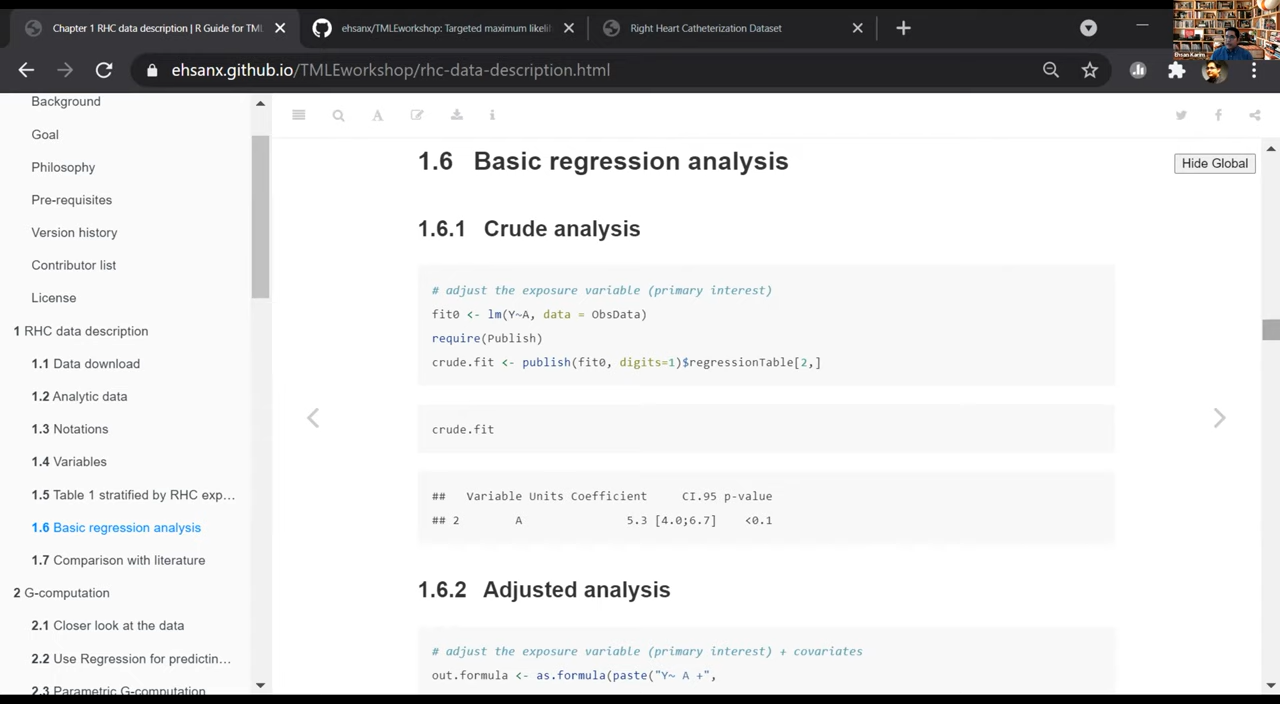 Chapter 1 RHC data description | R Guide for TML
ehsanx/TMLEworkshop: Targeted maximum likeli
Right Heart Catheterization Dataset
Ehsan Karim
ehsanx.github.io/TMLEworkshop/rhc-data-description.html
Background
Goal
Philosophy
Pre-requisites
Version history
Contributor list
License
1 RHC data description
1.1 Data download
1.2 Analytic data
1.3 Notations
1.4 Variables
1.5 Table 1 stratified by RHC exp...
1.6 Basic regression analysis
1.7 Comparison with literature
2 G-computation
2.1 Closer look at the data
2.2 Use Regression for predictin...
2.3 Parametric G-computation
Hide Global
1.6 Basic regression analysis
1.6.1 Crude analysis
# adjust the exposure variable (primary interest)
fit0 <- lm(Y~A, data = ObsData)
require(Publish)
crude.fit <- publish(fit0, digits=1)$regressionTable[2,]
crude.fit
## Variable Units Coefficient CI.95 p-value
## 2 A 5.3 [4.0;6.7] <0.1
1.6.2 Adjusted analysis
# adjust the exposure variable (primary interest) + covariates
out.formula <- as.formula(paste("Y~ A +",